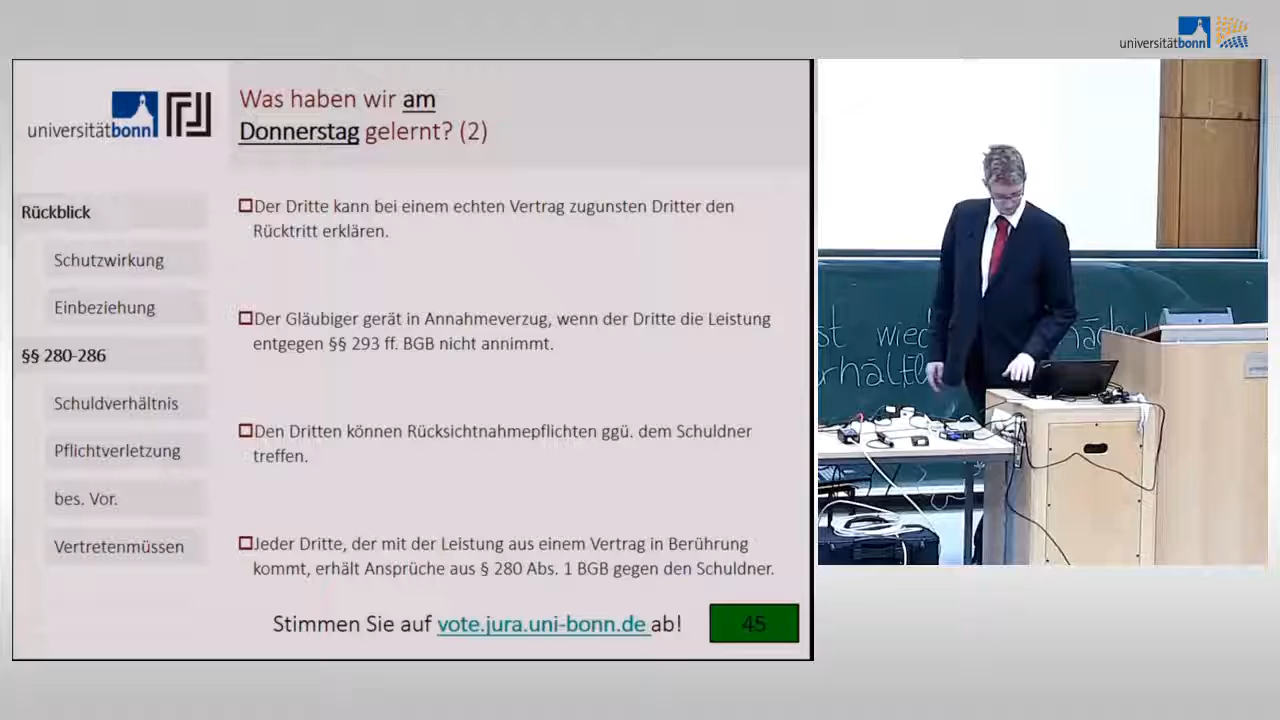 universitätbonn
universitätbonn
Was haben wir am
Donnerstag gelernt? (2)
Rückblick
Schutzwirkung
Einbeziehung
§§ 280-286
Schuldverhältnis
Pflichtverletzung
bes. Vor.
Vertretenmüssen
Der Dritte kann bei einem echten Vertrag zugunsten Dritter den
Rücktritt erklären.
Der Gläubiger gerät in Annahmeverzug, wenn der Dritte die Leistung
entgegen §§ 293 ff. BGB nicht annimmt.
Den Dritten können Rücksichtnahmepflichten ggü. dem Schuldner
treffen.
Jeder Dritte, der mit der Leistung aus einem Vertrag in Berührung
kommt, erhält Ansprüche aus § 280 Abs. 1 BGB gegen den Schuldner.
Stimmen Sie auf vote.jura.uni-bonn.de ab!
45